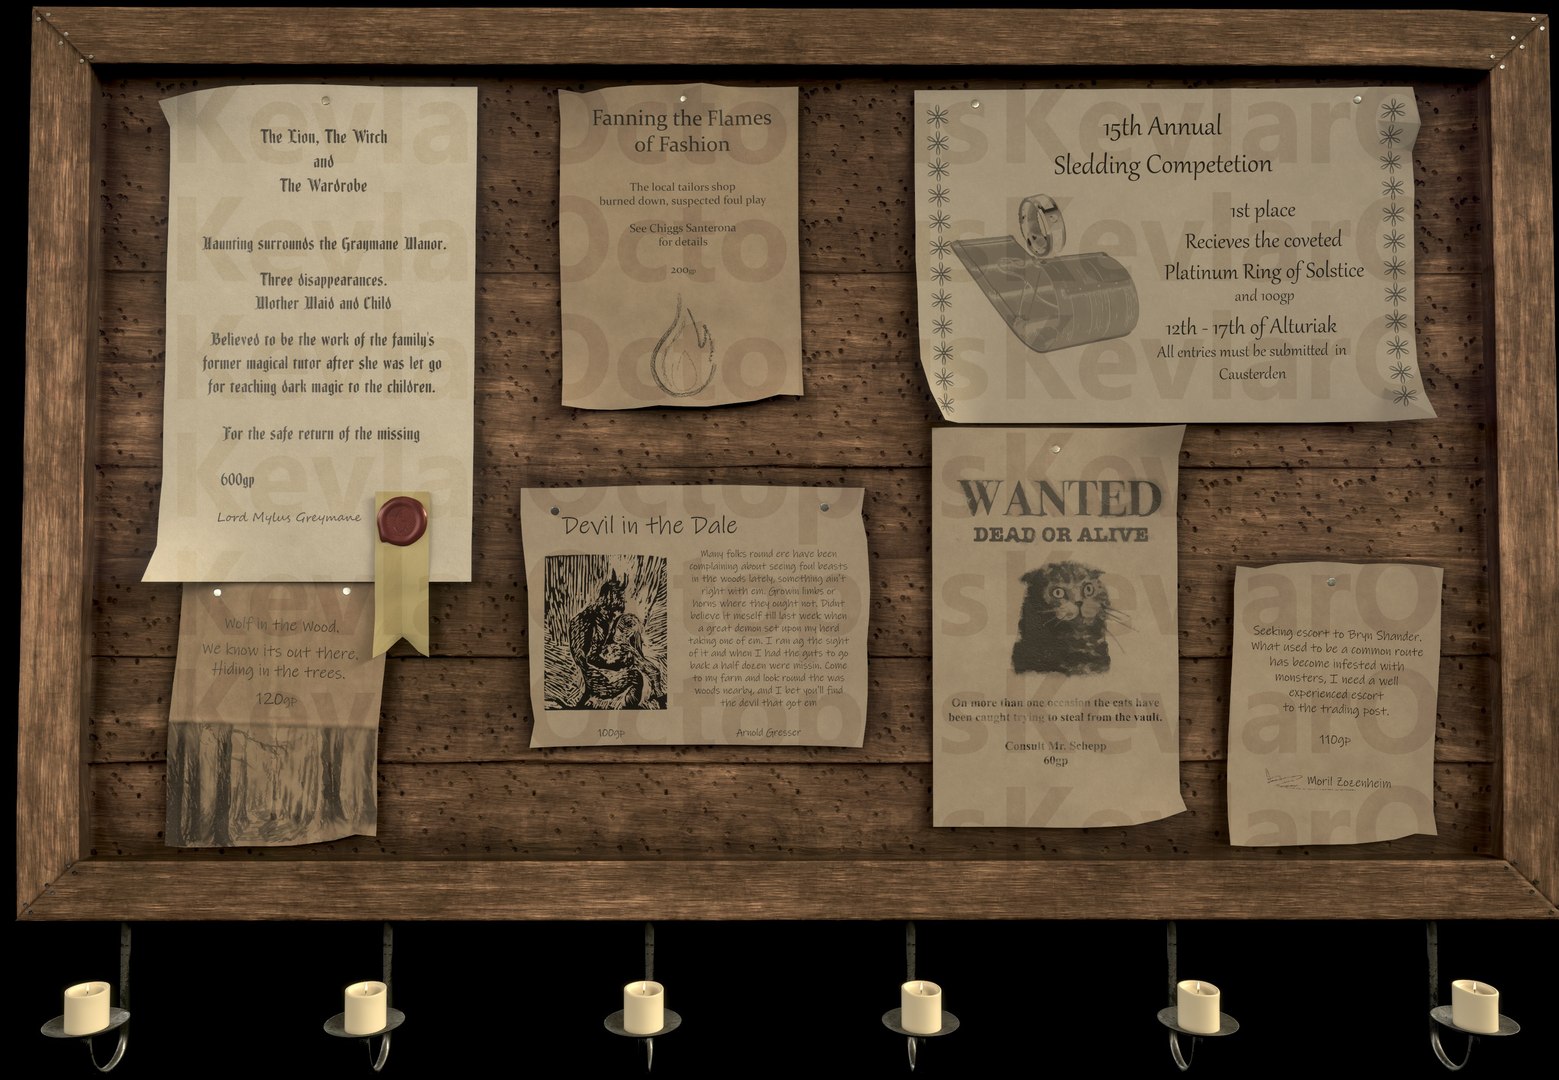 The Lion, The Witch
and
The Wardrobe
Haunting surrounds the Graymane Manor.
Three disappearances.
Mother Maid and Child
Believed to be the work of the family's
former magical tutor after she was let go
for teaching dark magic to the children.
For the safe return of the missing
600gp
Lord Mylus Greymane
Wolf in the Wood.
We know its out there,
Hiding in the trees.
120gp
Fanning the Flames
of Fashion
The local tailors shop
burned down, suspected foul play
See Chiggs Santerona
for details
200gp
Devil in the Dale
Many folks round ere have been
complaining about seeing foul beasts
in the woods lately, something ain't
right with em. Grown limbs or
horns where they ought not. Didnt
believe it meself till last week when
a great demon set upon my herd
taking one of em. I ran ag the sight
of it and when I had the guts to go
back a half dozen were missin. Come
to my farm and look round the was
woods nearby, and I bet you'll find
the devil that got em
100gp
Arnold Gresser
15th Annual
Sledding Competetion
1st place
Recieves the coveted
Platinum Ring of Solstice
and 100gp
12th - 17th of Alturiak
All entries must be submitted in
Causterden
WANTED
DEAD OR ALIVE
On more than one occasion the cats have
been caught trying to steal from the vault.
Consult Mr. Schepp
60gp
Seeking escort to Bryn Shander.
What used to be a common route
has become infested with
monsters, I need a well
experienced escort
to the trading post.
110gp
Moril Zozenheim